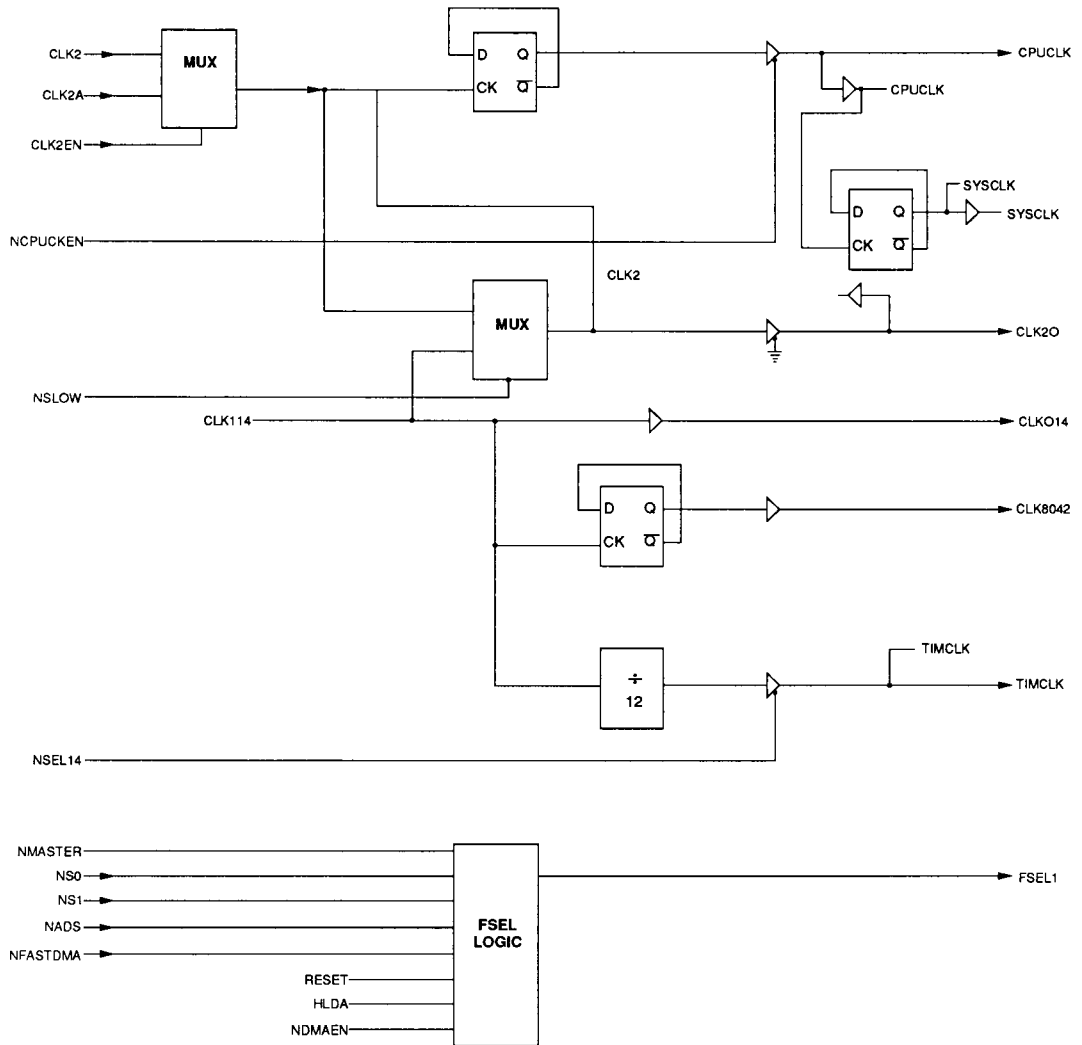 CLK2
MUX
CLK2A
CLK2EN
D Q
CK Q
CPUCLK
CPUCLK
SYSCLK
D Q
SYSCLK
CK Q
NCPUCKEN
CLK2
MUX
CLK2O
NSLOW
CLK114
CLKO14
D Q
CLK8042
CK Q
TIMCLK
÷
12
TIMCLK
NSEL14
NMASTER
NS0
FSEL1
NS1
NADS
FSEL
LOGIC
NFASTDMA
RESET
HLDA
NDMAEN